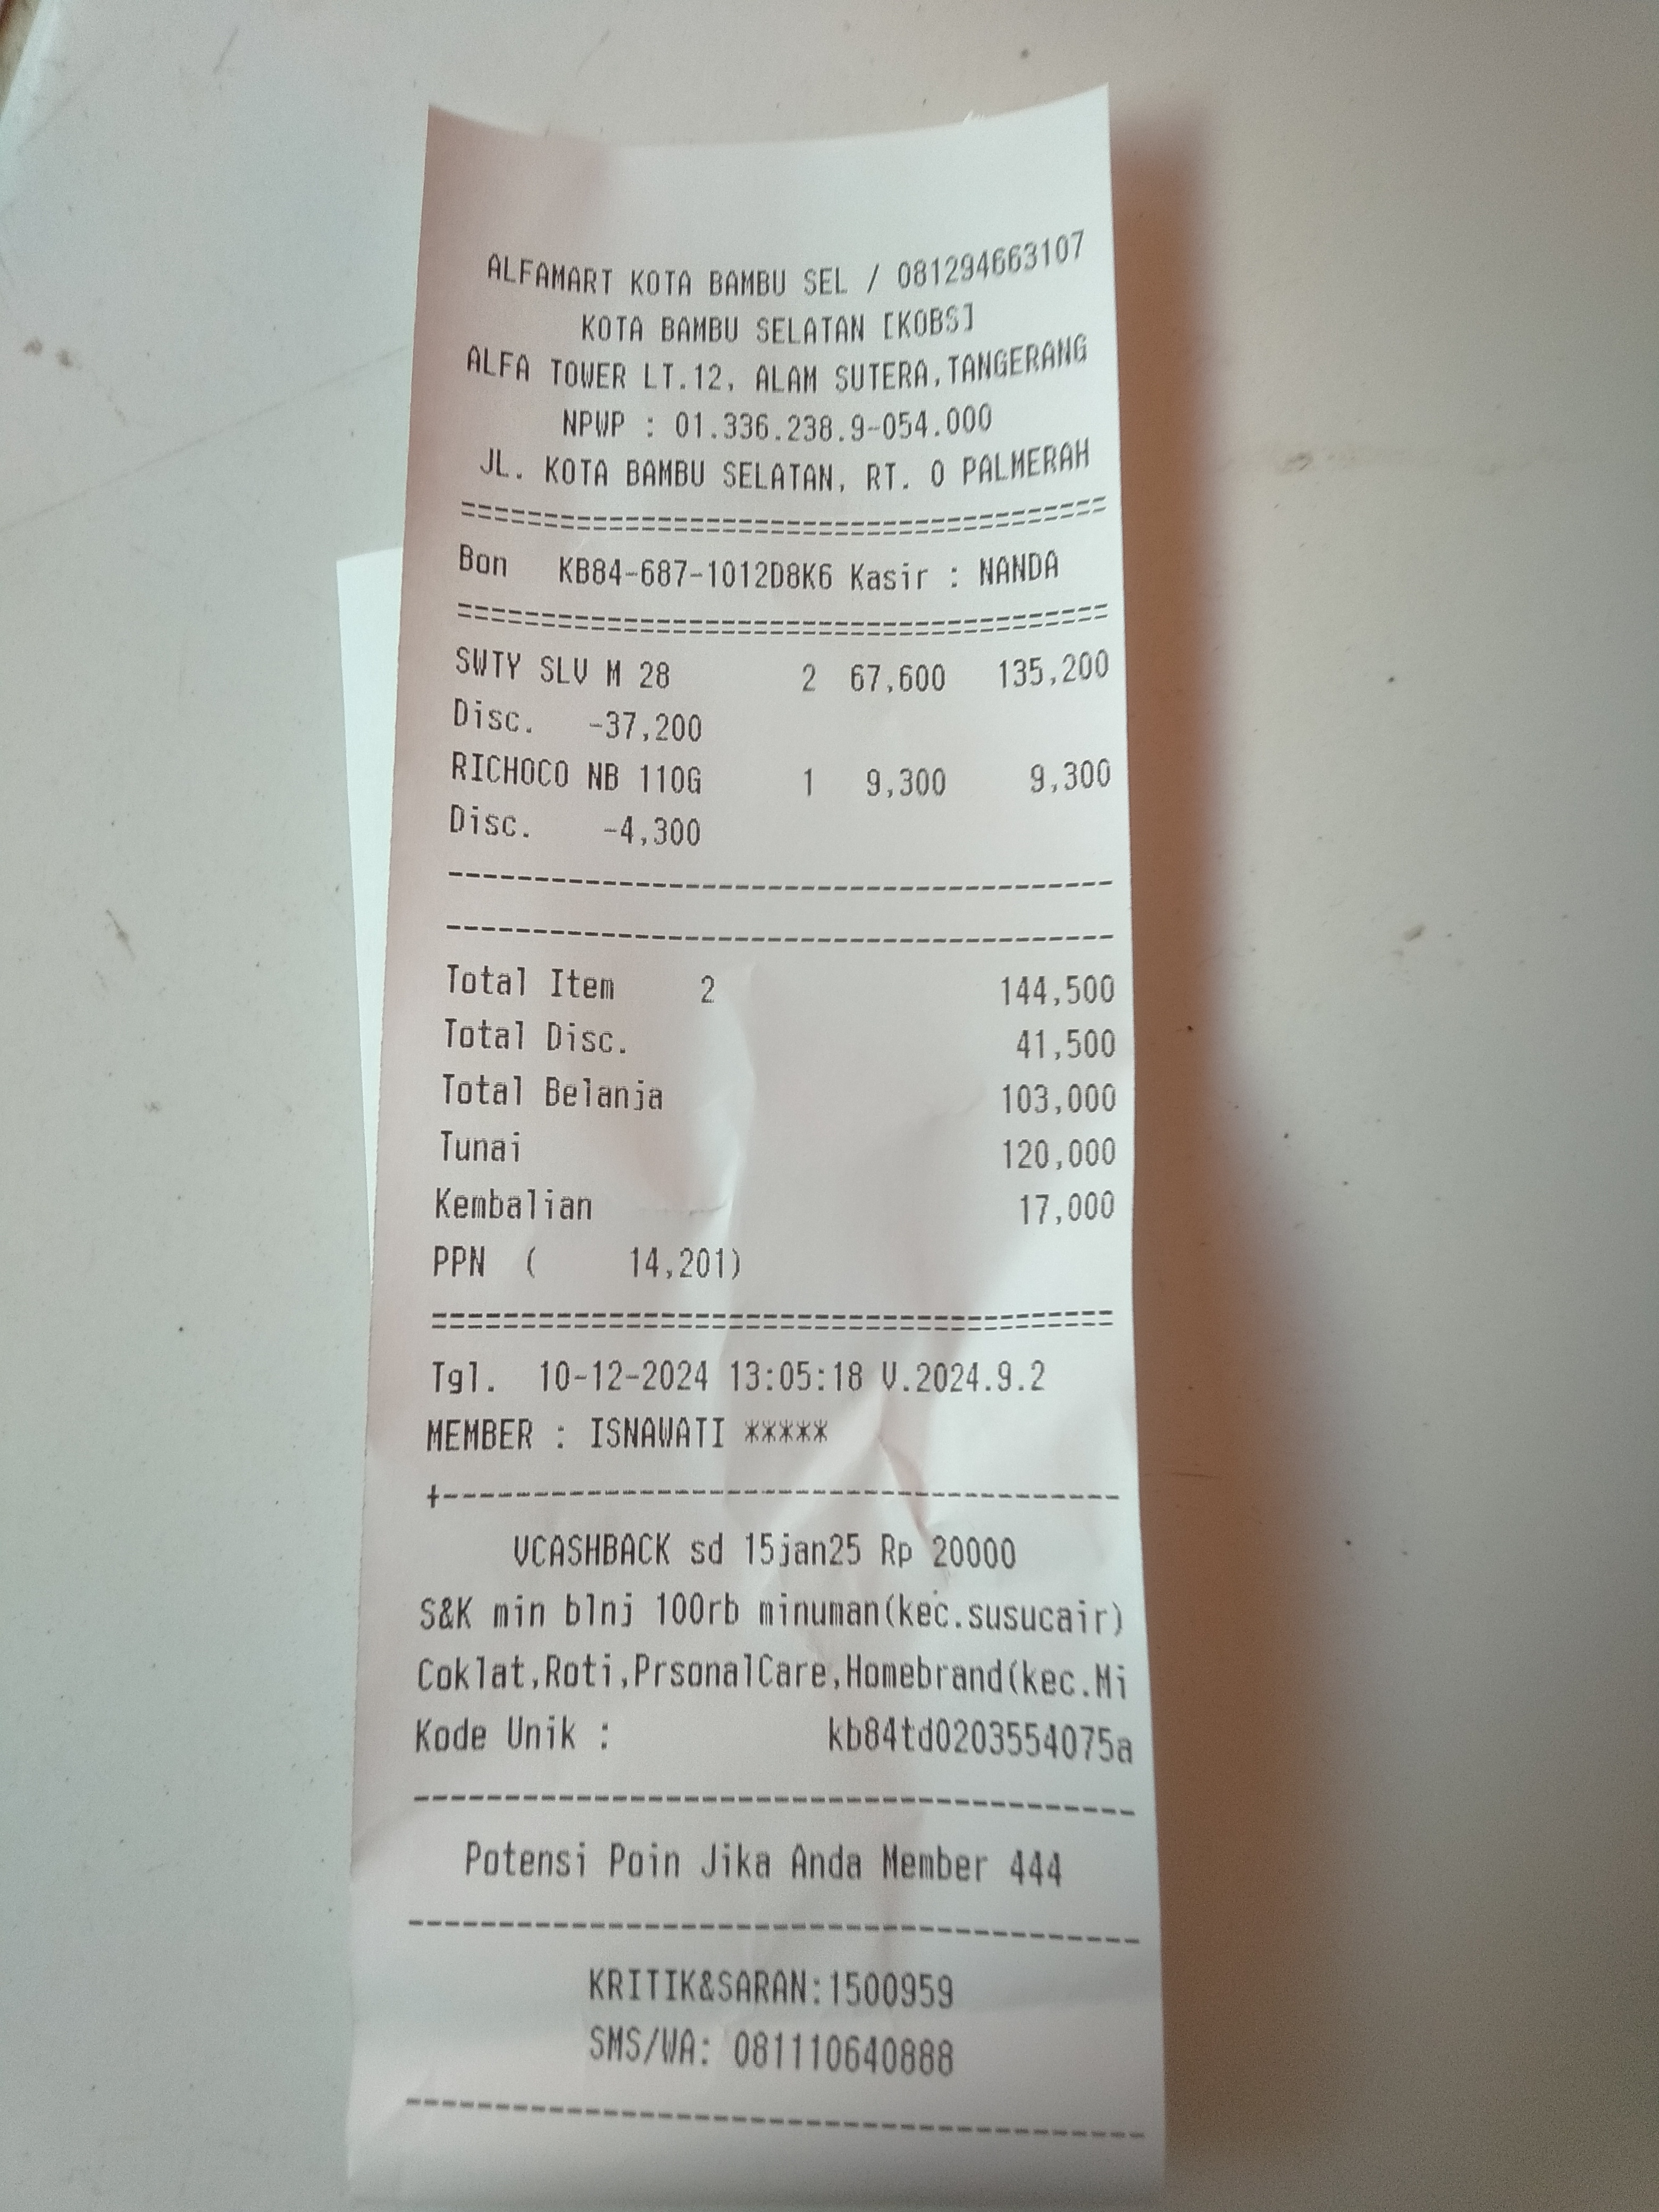 ALFAMART KOTA BAMBU SEL / 081294663107
KOTA BAMBU SELATAN [KOBS]
ALFA TOWER LT.12, ALAM SUTERA,TANGERANG
NPWP : 01.336.238.9-054.000
JL. KOTA BAMBU SELATAN, RT. 0 PALMERAH
======================================
Bon KB84-687-1012D8K6 Kasir : NANDA
======================================
SWTY SLV M 28 2 67,600 135,200
Disc. -37,200
RICHOCO NB 110G 1 9,300 9,300
Disc. -4,300
--------------------------------------
--------------------------------------
Total Item 2 144,500
Total Disc. 41,500
Total Belanja 103,000
Tunai 120,000
Kembalian 17,000
PPN ( 14,201)
======================================
Tgl. 10-12-2024 13:05:18 V.2024.9.2
MEMBER : ISNAWATI *****
+-------------------------------------
VCASHBACK sd 15jan25 Rp 20000
S&K min blnj 100rb minuman(kec.susucair)
Coklat,Roti,PrsonalCare,Homebrand(kec.Mi
Kode Unik : kb84td0203554075a
--------------------------------------
Potensi Poin Jika Anda Member 444
--------------------------------------
KRITIK&SARAN:1500959
SMS/WA: 081110640888
--------------------------------------